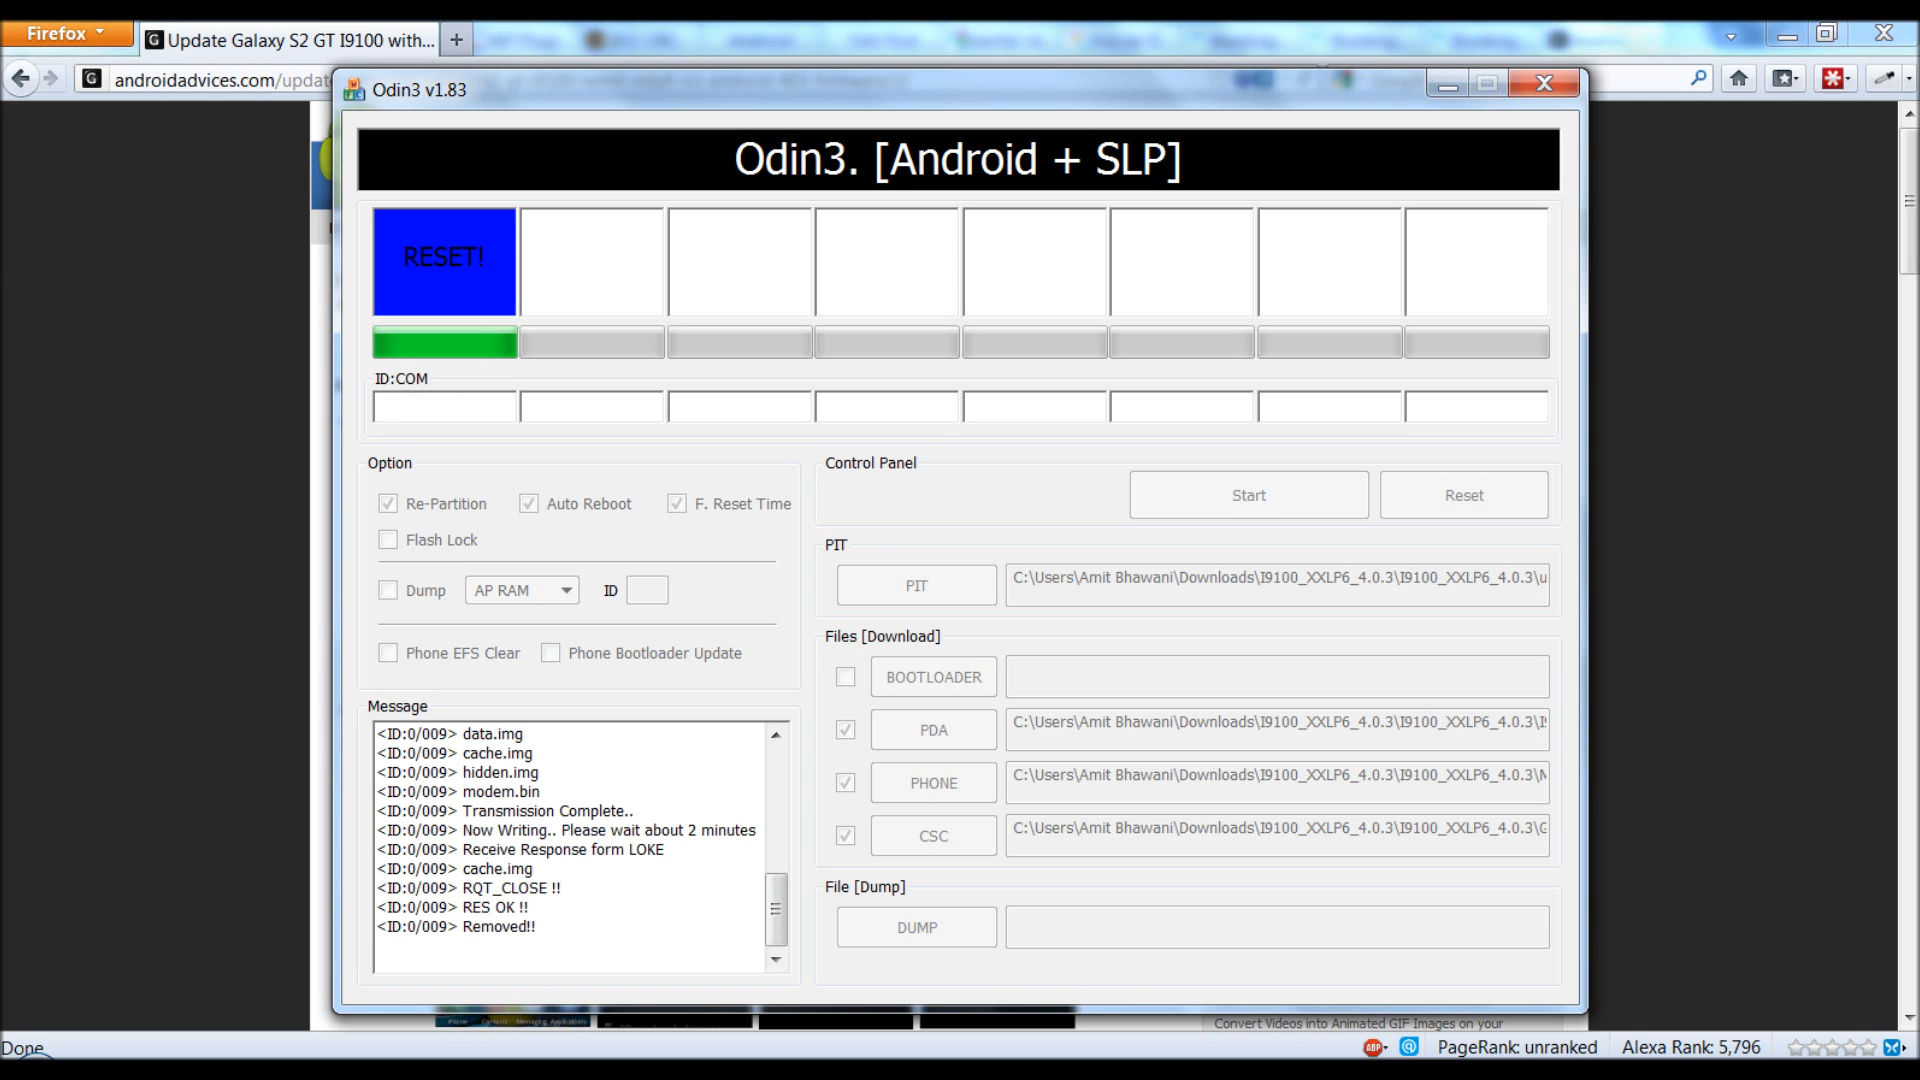 Firefox
Update Galaxy S2 GT I9100 with...
androidadvices.com/updat
Odin3 v1.83
Odin3. [Android + SLP]
RESET!
ID:COM
Option
Re-Partition
Auto Reboot
F. Reset Time
Flash Lock
Dump
AP RAM
ID
Phone EFS Clear
Phone Bootloader Update
Message
<ID:0/009> data.img
<ID:0/009> cache.img
<ID:0/009> hidden.img
<ID:0/009> modem.bin
<ID:0/009> Transmission Complete..
<ID:0/009> Now Writing.. Please wait about 2 minutes
<ID:0/009> Receive Response form LOKE
<ID:0/009> cache.img
<ID:0/009> RQT_CLOSE !!
<ID:0/009> RES OK !!
<ID:0/009> Removed!!
Control Panel
Start
Reset
PIT
PIT
C:\Users\Amit Bhawani\Downloads\I9100_XXLP6_4.0.3\I9100_XXLP6_4.0.3\u
Files [Download]
BOOTLOADER
PDA
C:\Users\Amit Bhawani\Downloads\I9100_XXLP6_4.0.3\I9100_XXLP6_4.0.3\I
PHONE
C:\Users\Amit Bhawani\Downloads\I9100_XXLP6_4.0.3\I9100_XXLP6_4.0.3\
CSC
C:\Users\Amit Bhawani\Downloads\I9100_XXLP6_4.0.3\I9100_XXLP6_4.0.3\
File [Dump]
DUMP
Phone Contacts Messaging Applications
Convert Videos into Animated GIF Images on your
Done
ABP
PageRank: unranked
Alexa Rank: 5,796